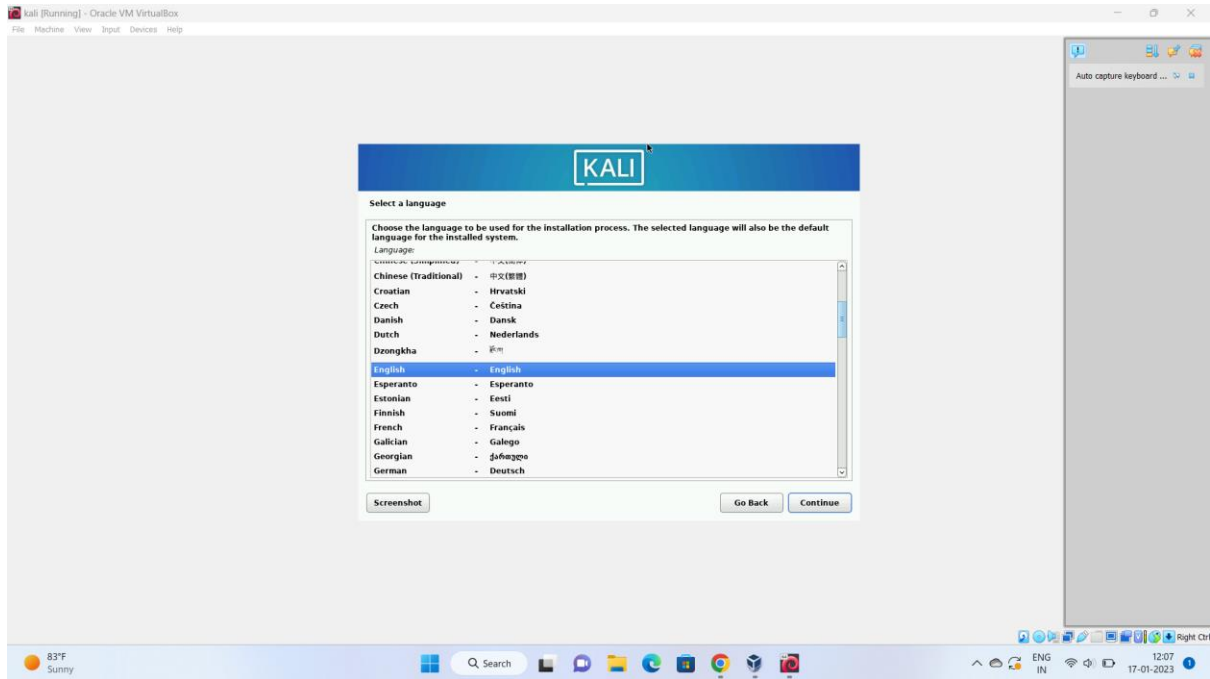 kali [Running] - Oracle VM VirtualBox
File Machine View Input Devices Help
Auto capture keyboard ...
KALI
Select a language
Choose the language to be used for the installation process. The selected language will also be the default
language for the installed system.
Language:
Chinese (Traditional) - 中文(繁體)
Croatian - Hrvatski
Czech - Čeština
Danish - Dansk
Dutch - Nederlands
Dzongkha -
English - English
Esperanto - Esperanto
Estonian - Eesti
Finnish - Suomi
French - Français
Galician - Galego
Georgian - ქართული
German - Deutsch
Screenshot Go Back Continue
Right Ctrl
83°F
Sunny
Search
ENG
IN
12:07
17-01-2023
1